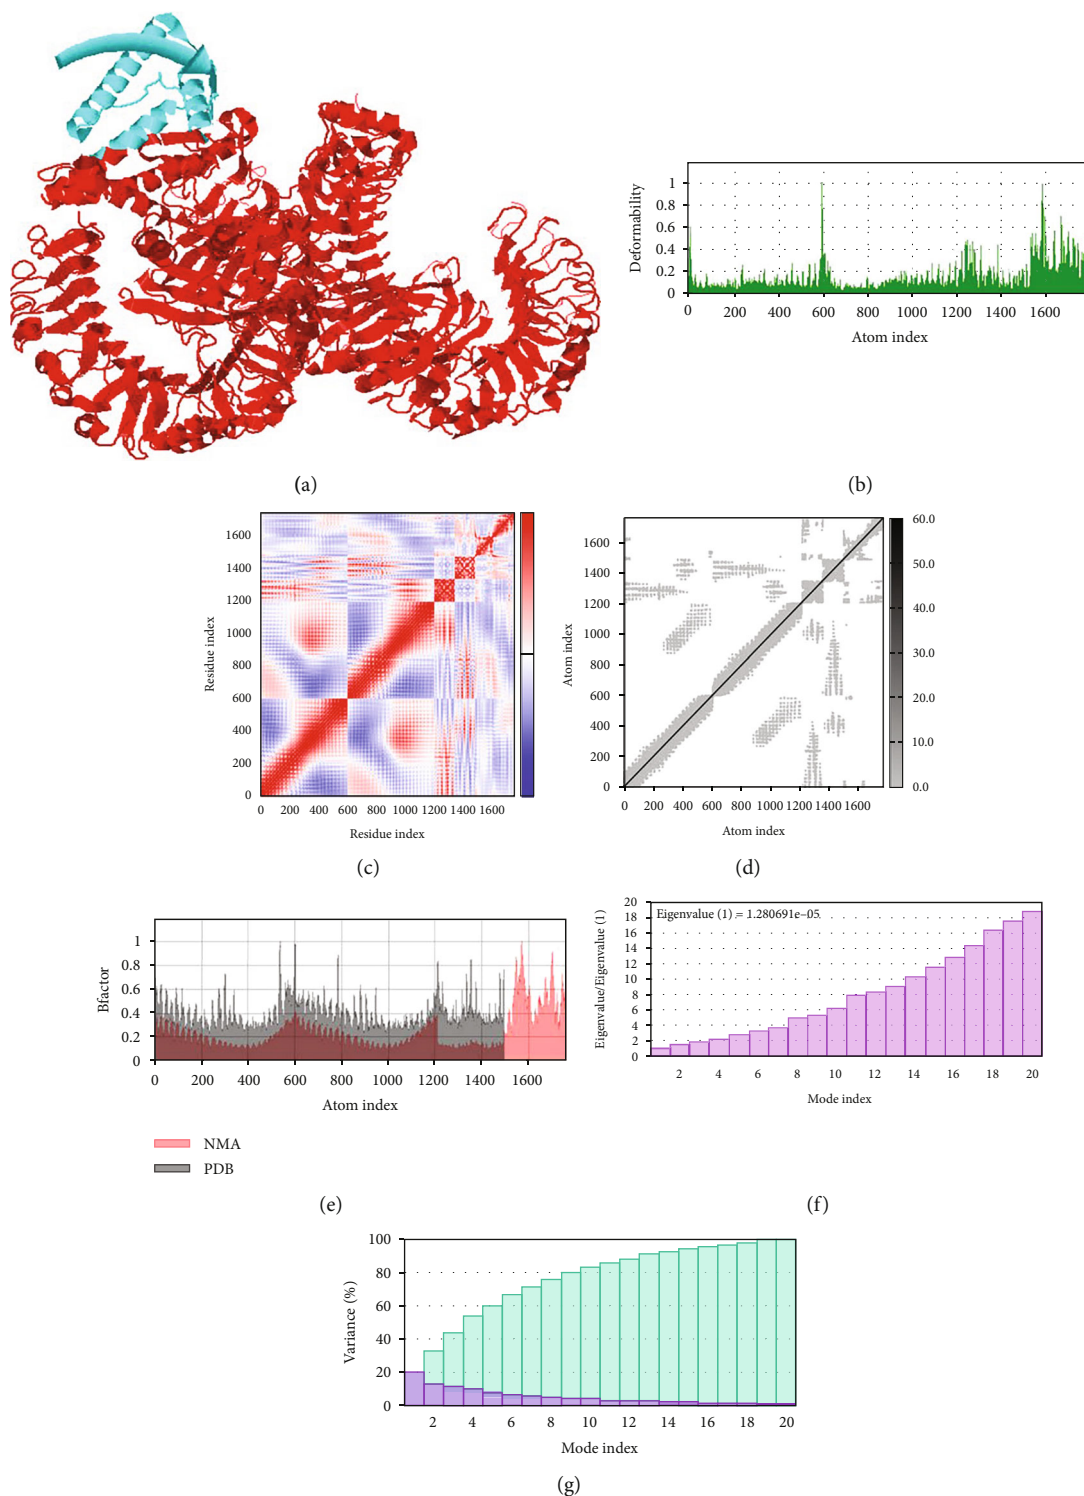 (a)
Deformability
1
0.8
0.6
0.4
0.2
0
0 200 400 600 800 1000 1200 1400 1600
Atom index
(b)
Residue index
1600
1400
1200
1000
800
600
400
200
0
0 200 400 600 800 1000 1200 1400 1600
Residue index
(c)
Atom index
1600
1400
1200
1000
800
600
400
200
0
0 200 400 600 800 1000 1200 1400 1600
Atom index
60.0
50.0
40.0
30.0
20.0
10.0
0.0
(d)
Bfactor
1
0.8
0.6
0.4
0.2
0
0 200 400 600 800 1000 1200 1400 1600
Atom index
NMA
PDB
(e)
Eigenvalue/Eigenvalue (1)
20
18
16
14
12
10
8
6
4
2
0
Eigenvalue (1) = 1.280691e–05
2 4 6 8 10 12 14 16 18 20
Mode index
(f)
Variance (%)
100
80
60
40
20
0
2 4 6 8 10 12 14 16 18 20
Mode index
(g)